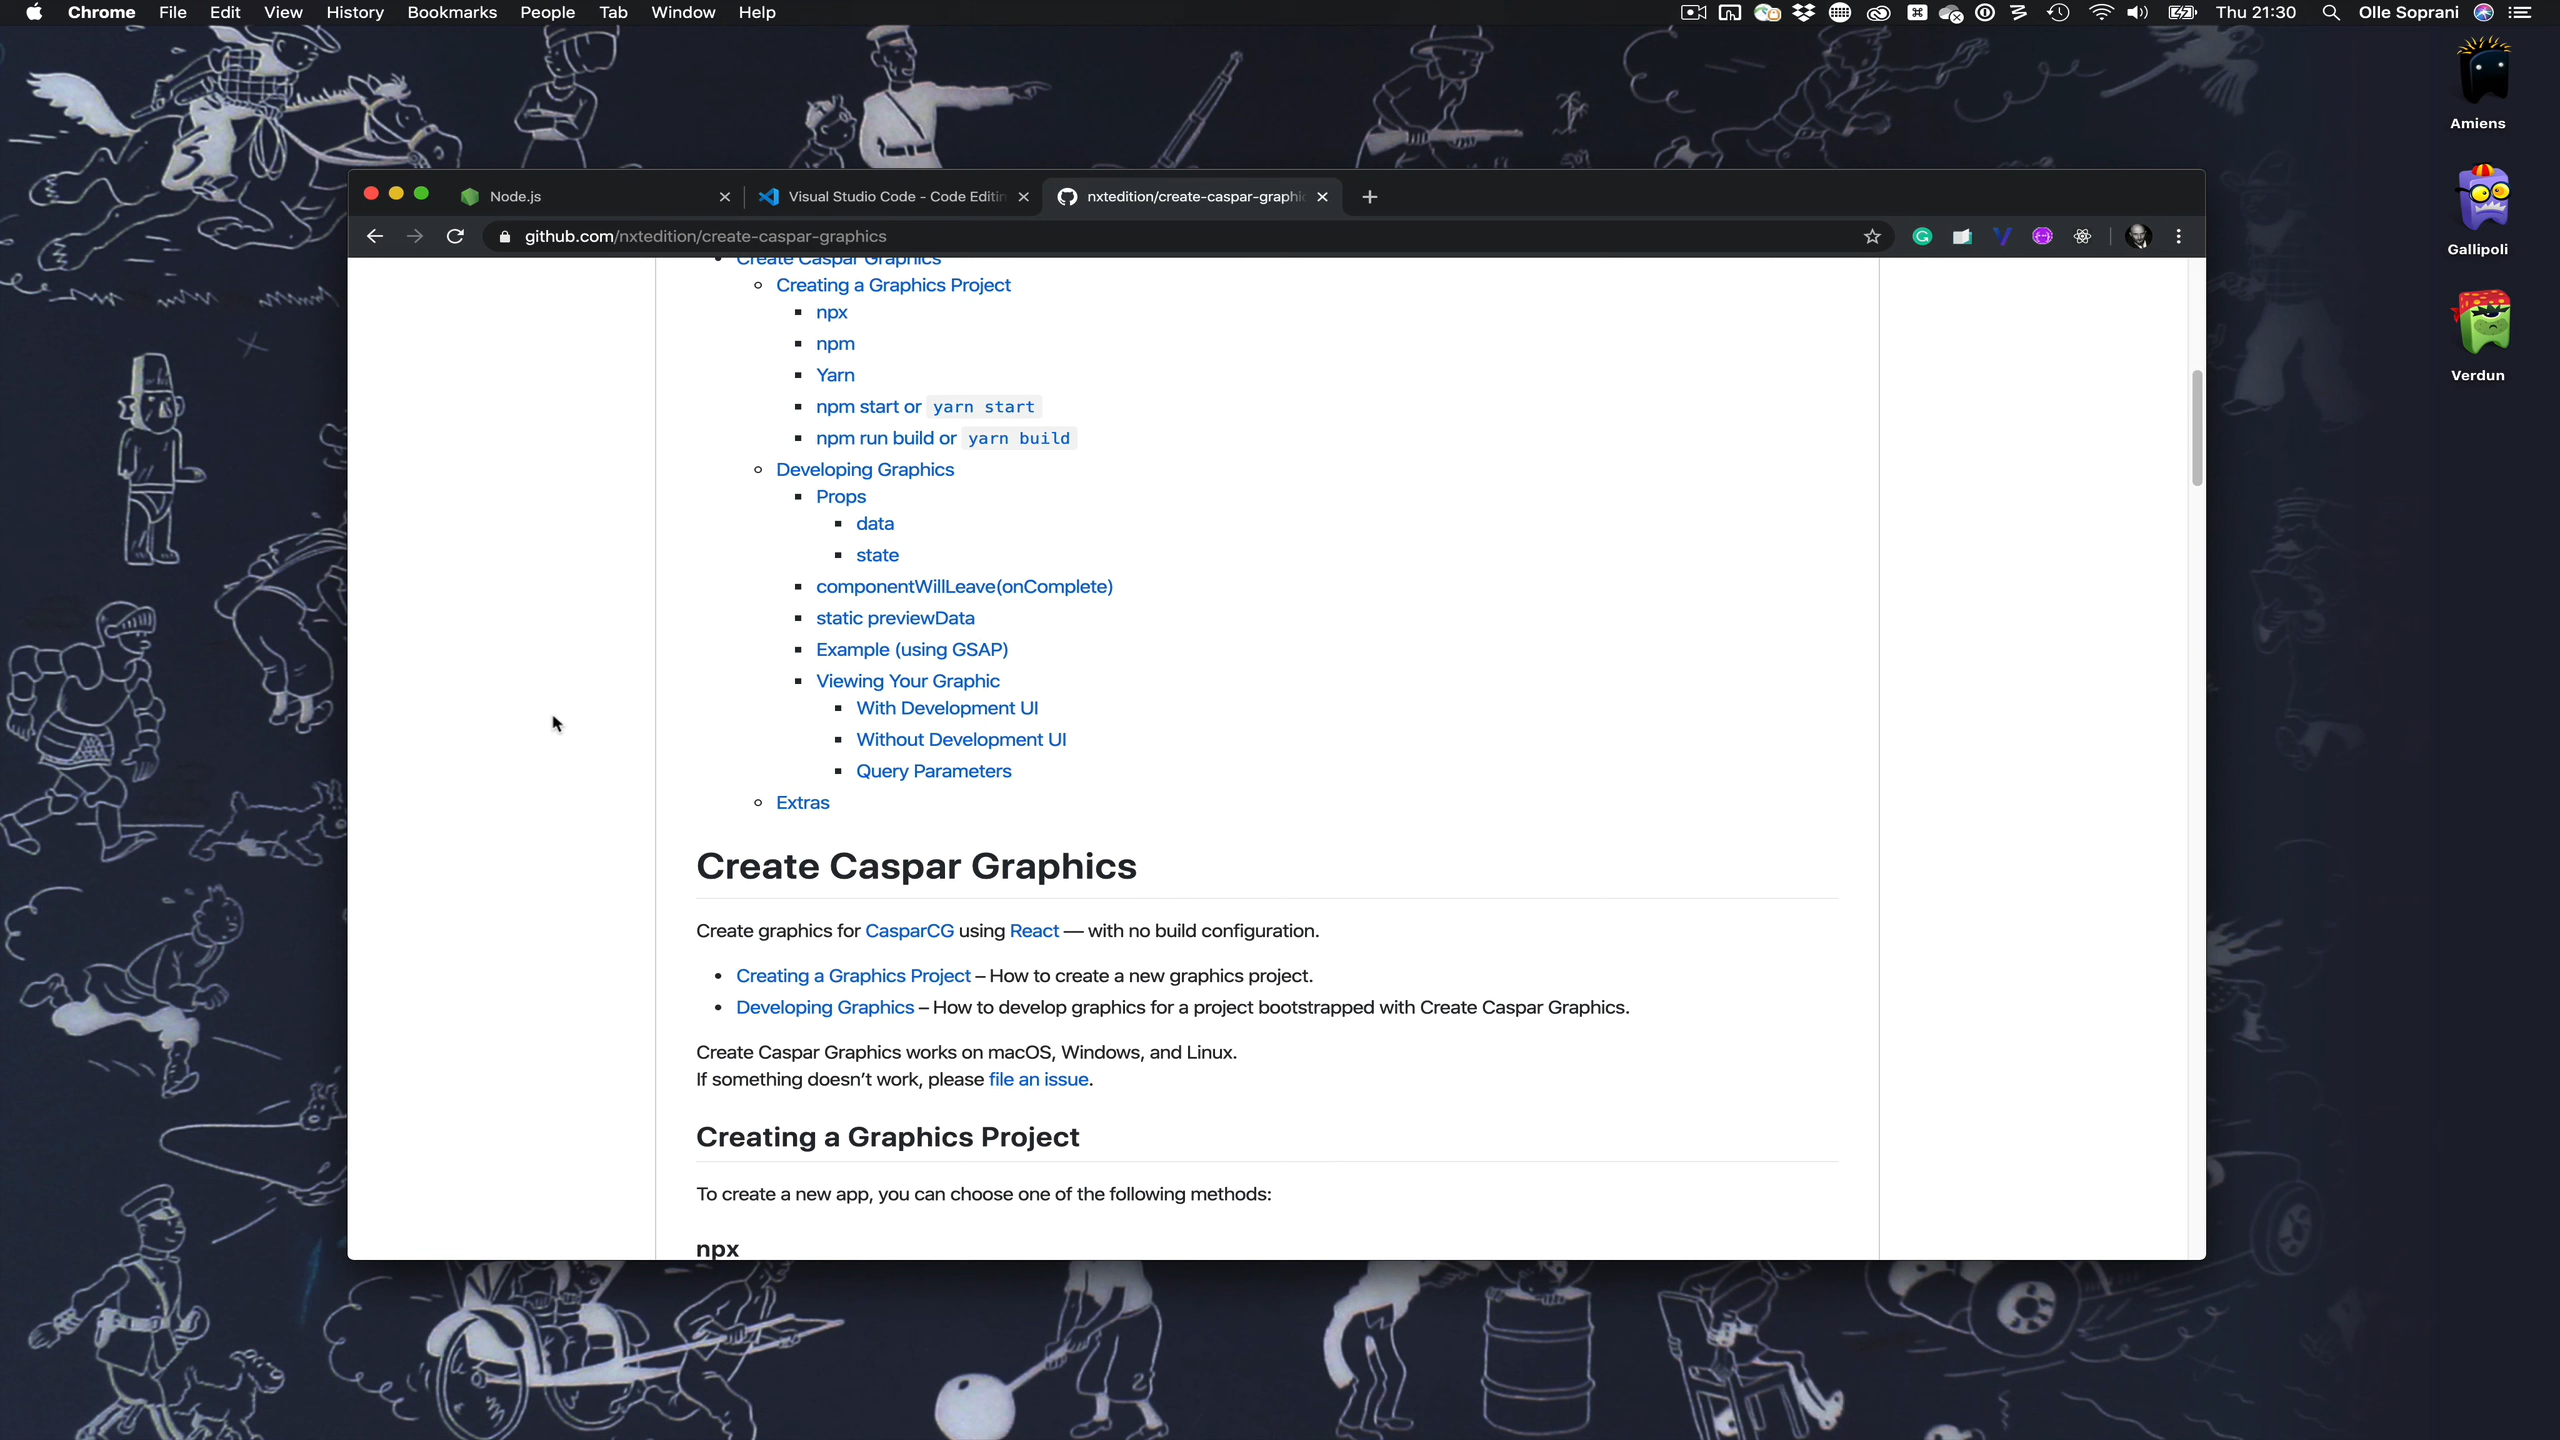 Chrome File Edit View History Bookmarks People Tab Window Help Thu 21:30 Olle Soprani
Amiens
Gallipoli
Verdun
Node.js Visual Studio Code - Code Editin nxtedition/create-caspar-graphic
github.com/nxtedition/create-caspar-graphics
Create Caspar Graphics
Creating a Graphics Project
npx
npm
Yarn
npm start or yarn start
npm run build or yarn build
Developing Graphics
Props
data
state
componentWillLeave(onComplete)
static previewData
Example (using GSAP)
Viewing Your Graphic
With Development UI
Without Development UI
Query Parameters
Extras
Create Caspar Graphics
Create graphics for CasparCG using React — with no build configuration.
Creating a Graphics Project – How to create a new graphics project.
Developing Graphics – How to develop graphics for a project bootstrapped with Create Caspar Graphics.
Create Caspar Graphics works on macOS, Windows, and Linux.
If something doesn’t work, please file an issue.
Creating a Graphics Project
To create a new app, you can choose one of the following methods:
npx